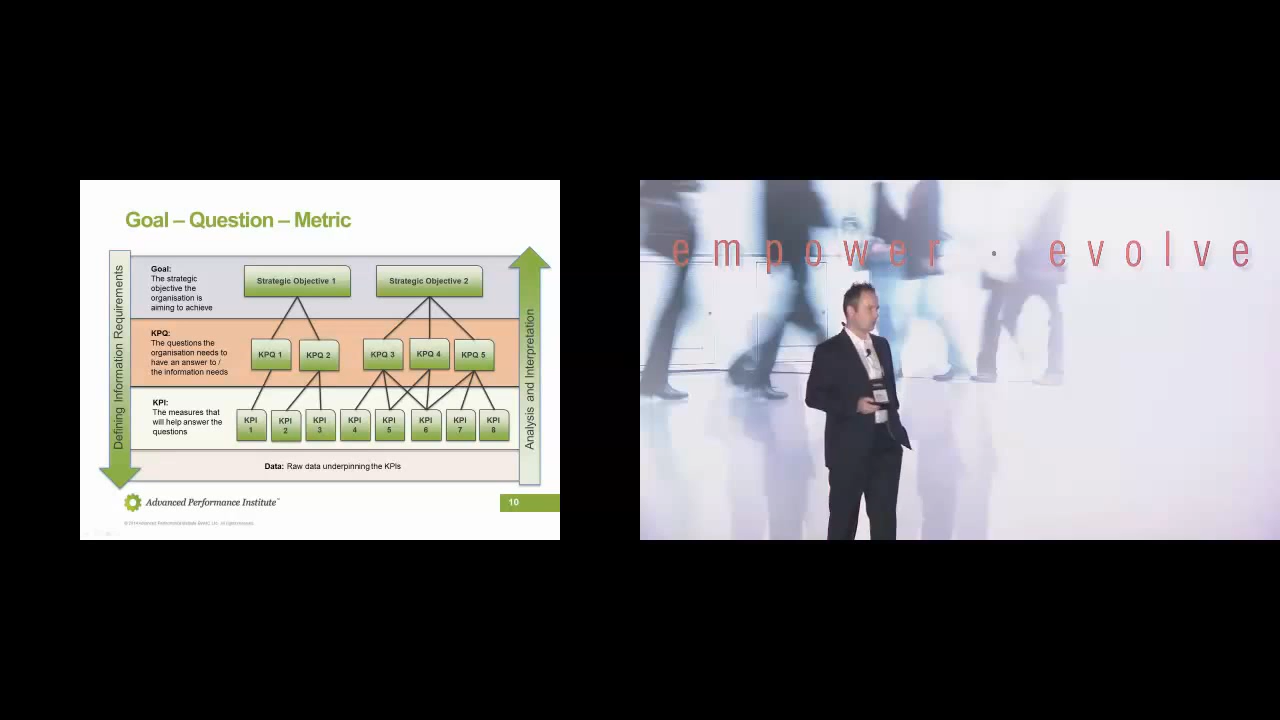 Goal – Question – Metric
Defining Information Requirements
Goal:
The strategic
objective the
organisation is
aiming to achieve
Strategic Objective 1
Strategic Objective 2
KPQ:
The questions the
organisation needs to
have an answer to /
the information needs
KPQ 1
KPQ 2
KPQ 3
KPQ 4
KPQ 5
KPI:
The measures that
will help answer the
questions
KPI
1
KPI
2
KPI
3
KPI
4
KPI
5
KPI
6
KPI
7
KPI
8
Data: Raw data underpinning the KPIs
Analysis and Interpretation
Advanced Performance Institute™
10
empower · evolve